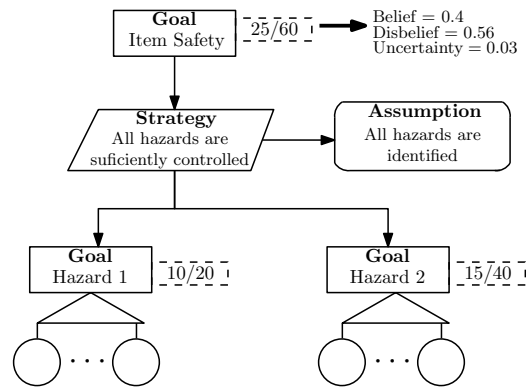 Goal
Item Safety
25/60
Belief = 0.4
Disbelief = 0.56
Uncertainty = 0.03
Strategy
All hazards are
suficiently controlled
Assumption
All hazards are
identified
Goal
Hazard 1
10/20
Goal
Hazard 2
15/40